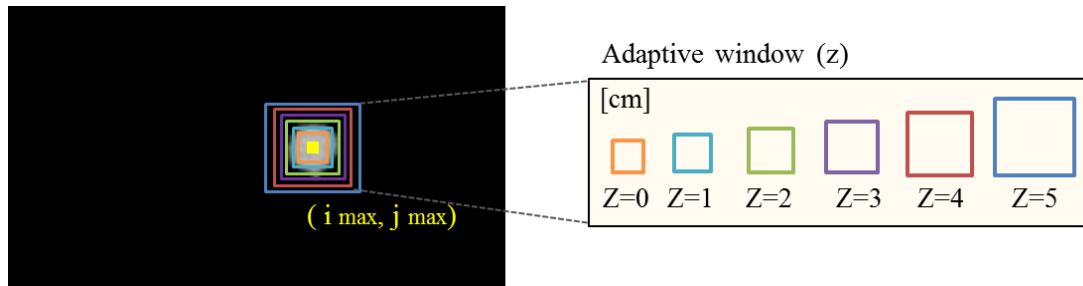 Adaptive window (z)
[cm]
Z=0 Z=1 Z=2 Z=3 Z=4 Z=5
( i max, j max)